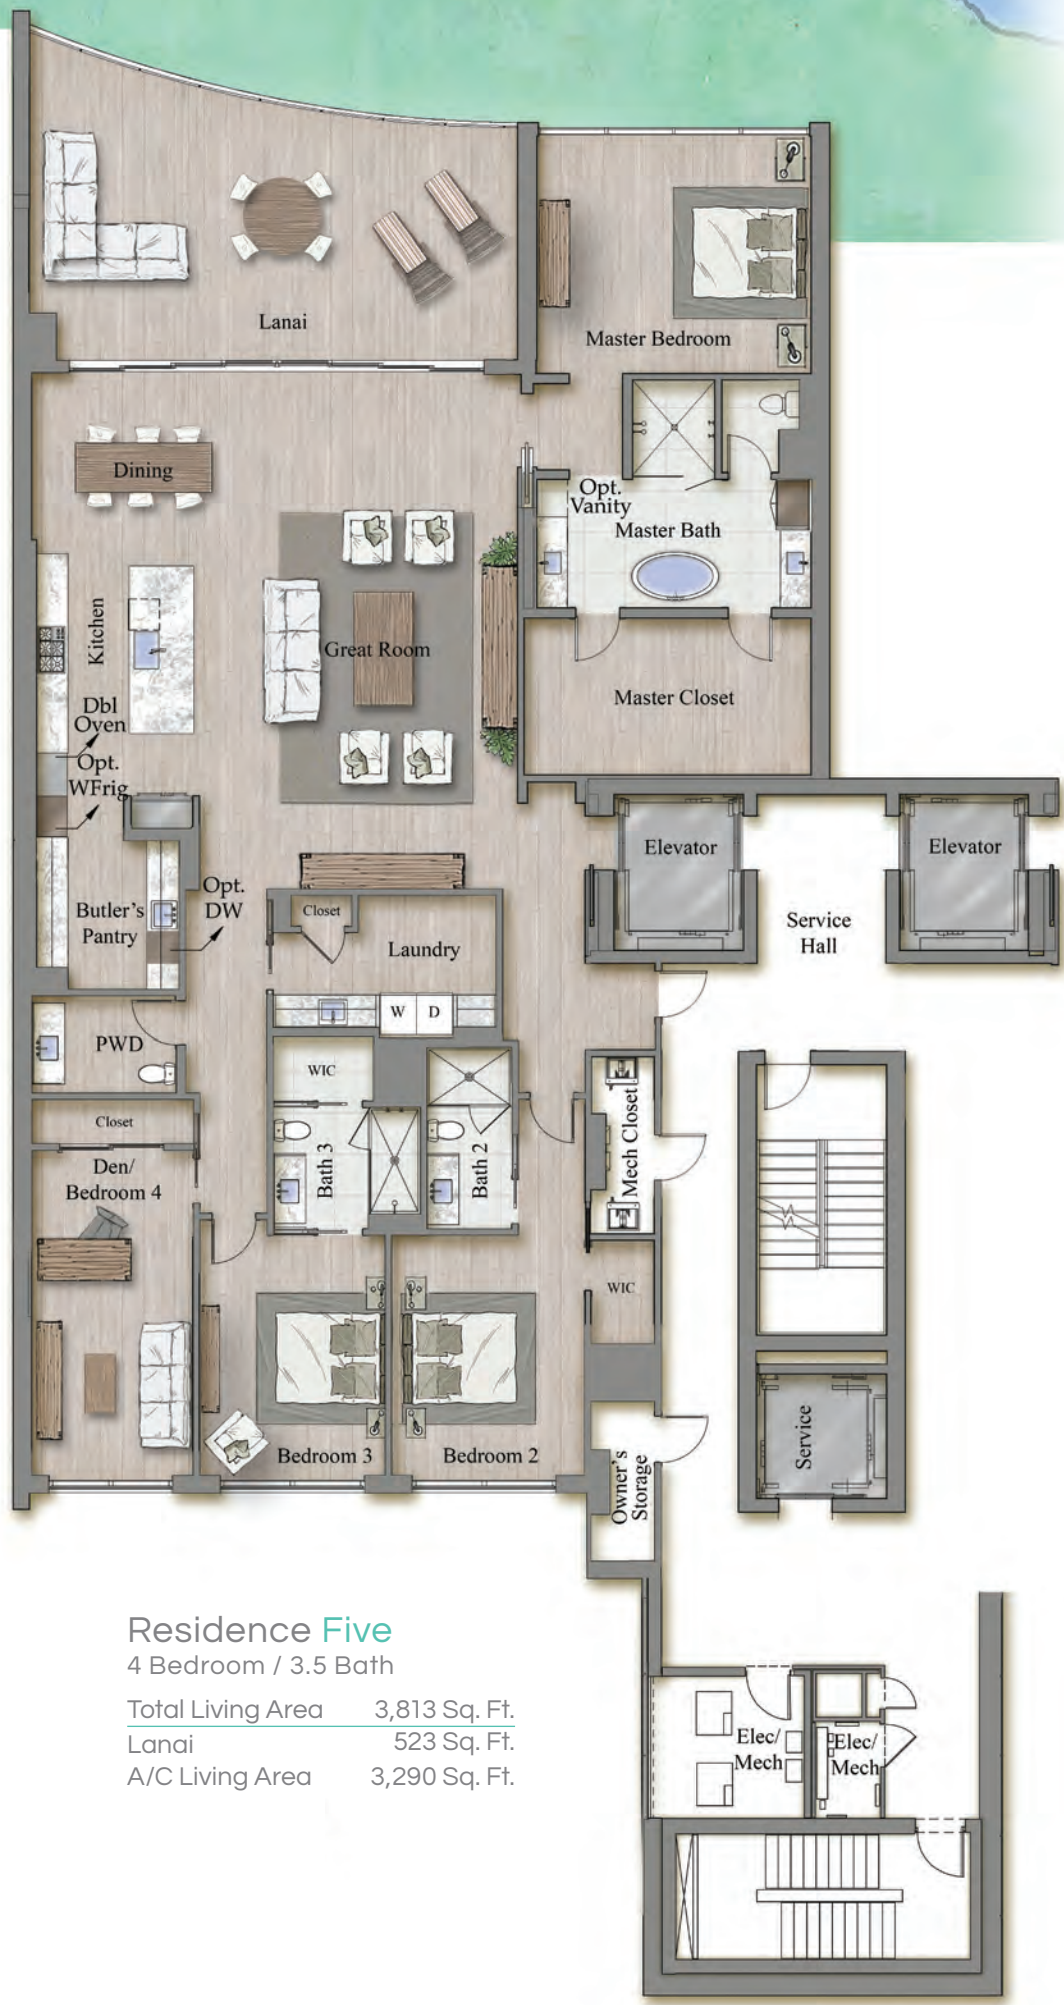 Lanai
Master Bedroom
Dining
Opt.
Vanity
Master Bath
Kitchen
Great Room
Master Closet
Dbl
Oven
Opt.
WFrig
Elevator
Elevator
Butler's
Pantry
Opt.
DW
Closet
Laundry
Service
Hall
W
D
PWD
WIC
Closet
Bath 3
Bath 2
Mech Closet
Den/
Bedroom 4
WIC
Bedroom 3
Bedroom 2
Owner's
Storage
Service
Residence Five
4 Bedroom / 3.5 Bath
Total Living Area 3,813 Sq. Ft.
Lanai 523 Sq. Ft.
A/C Living Area 3,290 Sq. Ft.
Elec/
Mech
Elec/
Mech